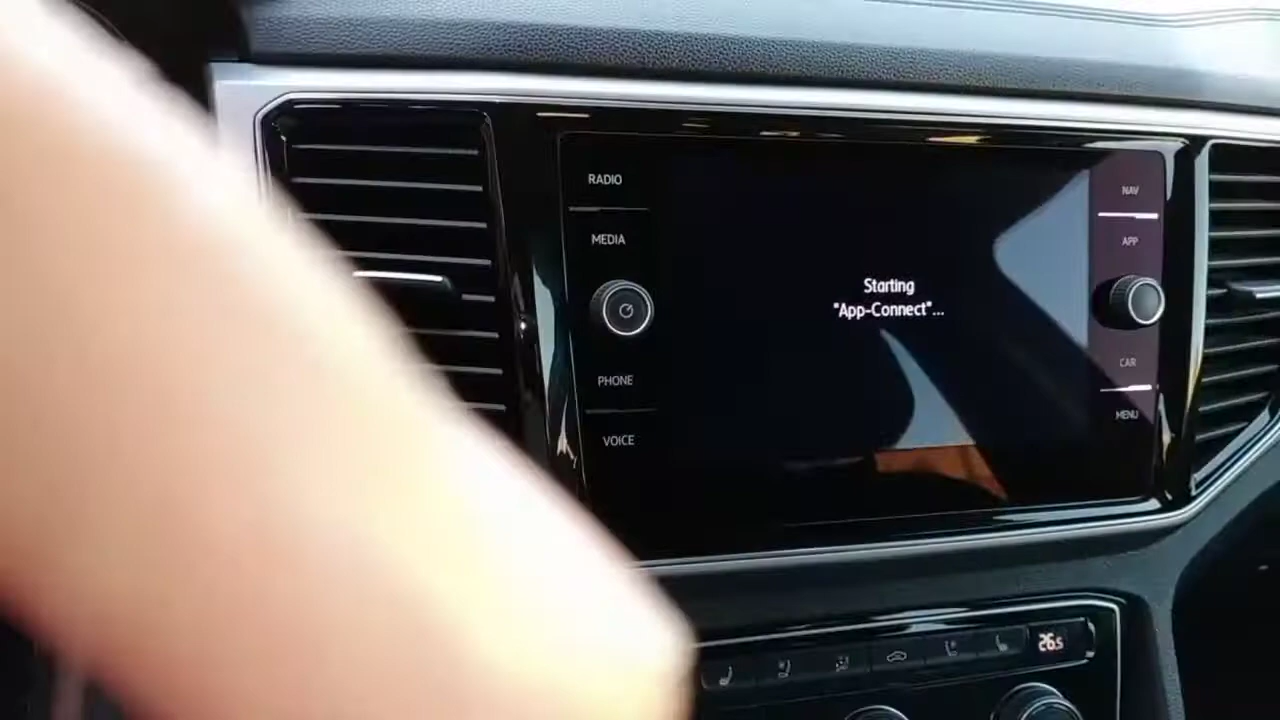 RADIO
MEDIA
PHONE
VOICE
Starting
"App-Connect"...
NAV
APP
CAR
MENU
26.5